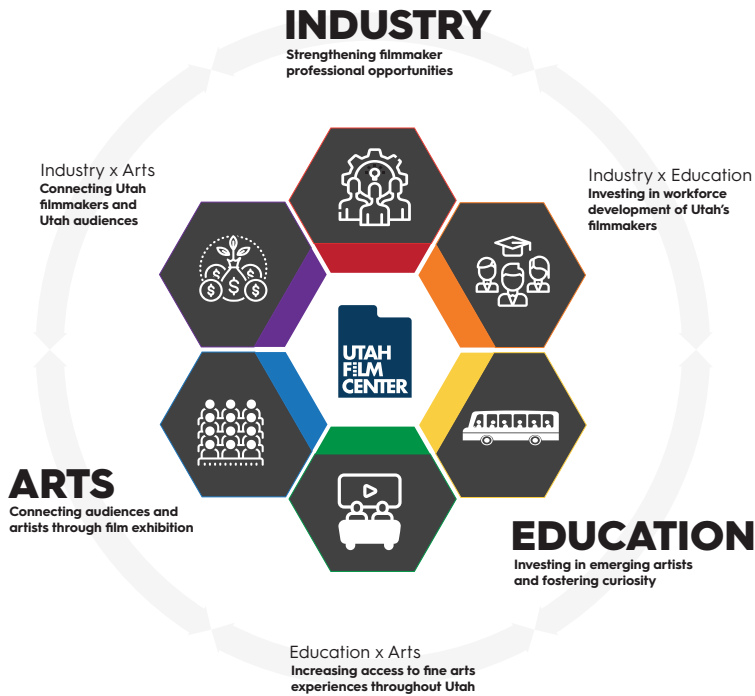 INDUSTRY
Strengthening filmmaker
professional opportunities
Industry x Arts
Connecting Utah
filmmakers and
Utah audiences
Industry x Education
Investing in workforce
development of Utah's
filmmakers
$ $
$ $ $
UTAH
FILM
CENTER
ARTS
Connecting audiences and
artists through film exhibition
EDUCATION
Investing in emerging artists
and fostering curiosity
Education x Arts
Increasing access to fine arts
experiences throughout Utah